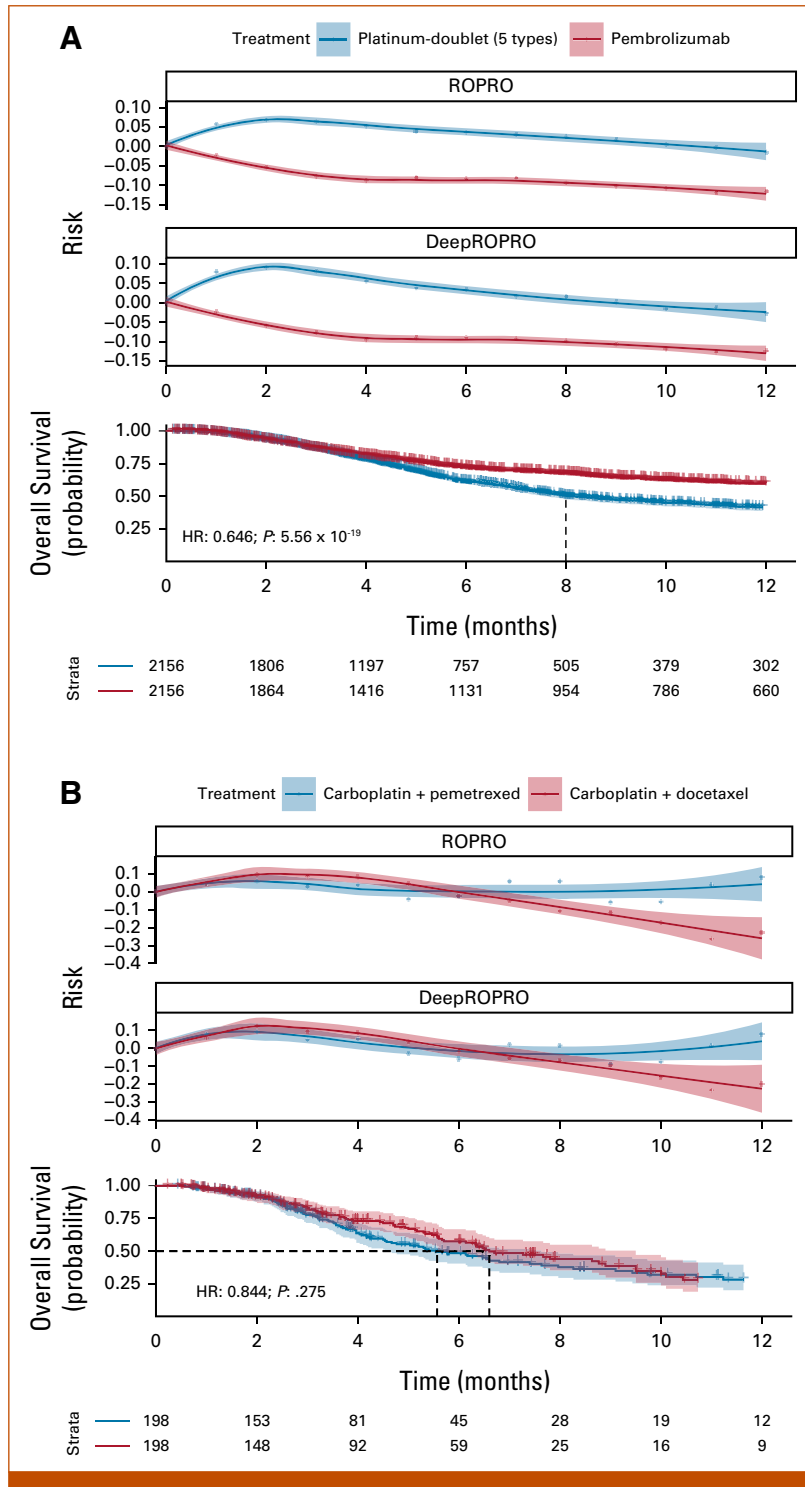 A
Treatment Platinum-doublet (5 types) Pembrolizumab
ROPRO
0.10
0.05
0.00
−0.05
−0.10
−0.15
Risk
DeepROPRO
0.10
0.05
0.00
−0.05
−0.10
−0.15
0 2 4 6 8 10 12
Overall Survival
(probability)
1.00
0.75
0.50
0.25
HR: 0.646; P: 5.56 x 10-19
0 2 4 6 8 10 12
Time (months)
Strata
2156 1806 1197 757 505 379 302
2156 1864 1416 1131 954 786 660
B
Treatment Carboplatin + pemetrexed Carboplatin + docetaxel
ROPRO
0.1
0.0
−0.1
−0.2
−0.3
−0.4
Risk
DeepROPRO
0.1
0.0
−0.1
−0.2
−0.3
−0.4
0 2 4 6 8 10 12
Overall Survival
(probability)
1.00
0.75
0.50
0.25
HR: 0.844; P: .275
0 2 4 6 8 10 12
Time (months)
Strata
198 153 81 45 28 19 12
198 148 92 59 25 16 9